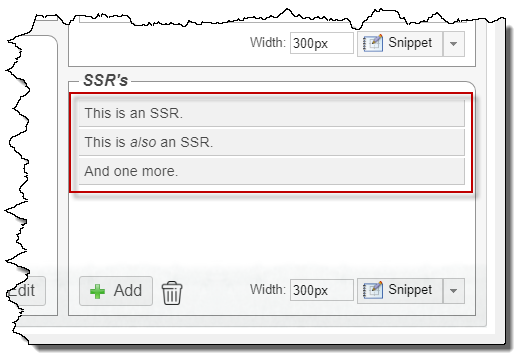 Width: 300px Snippet
SSR's
This is an SSR.
This is also an SSR.
And one more.
Edit Add Width: 300px Snippet